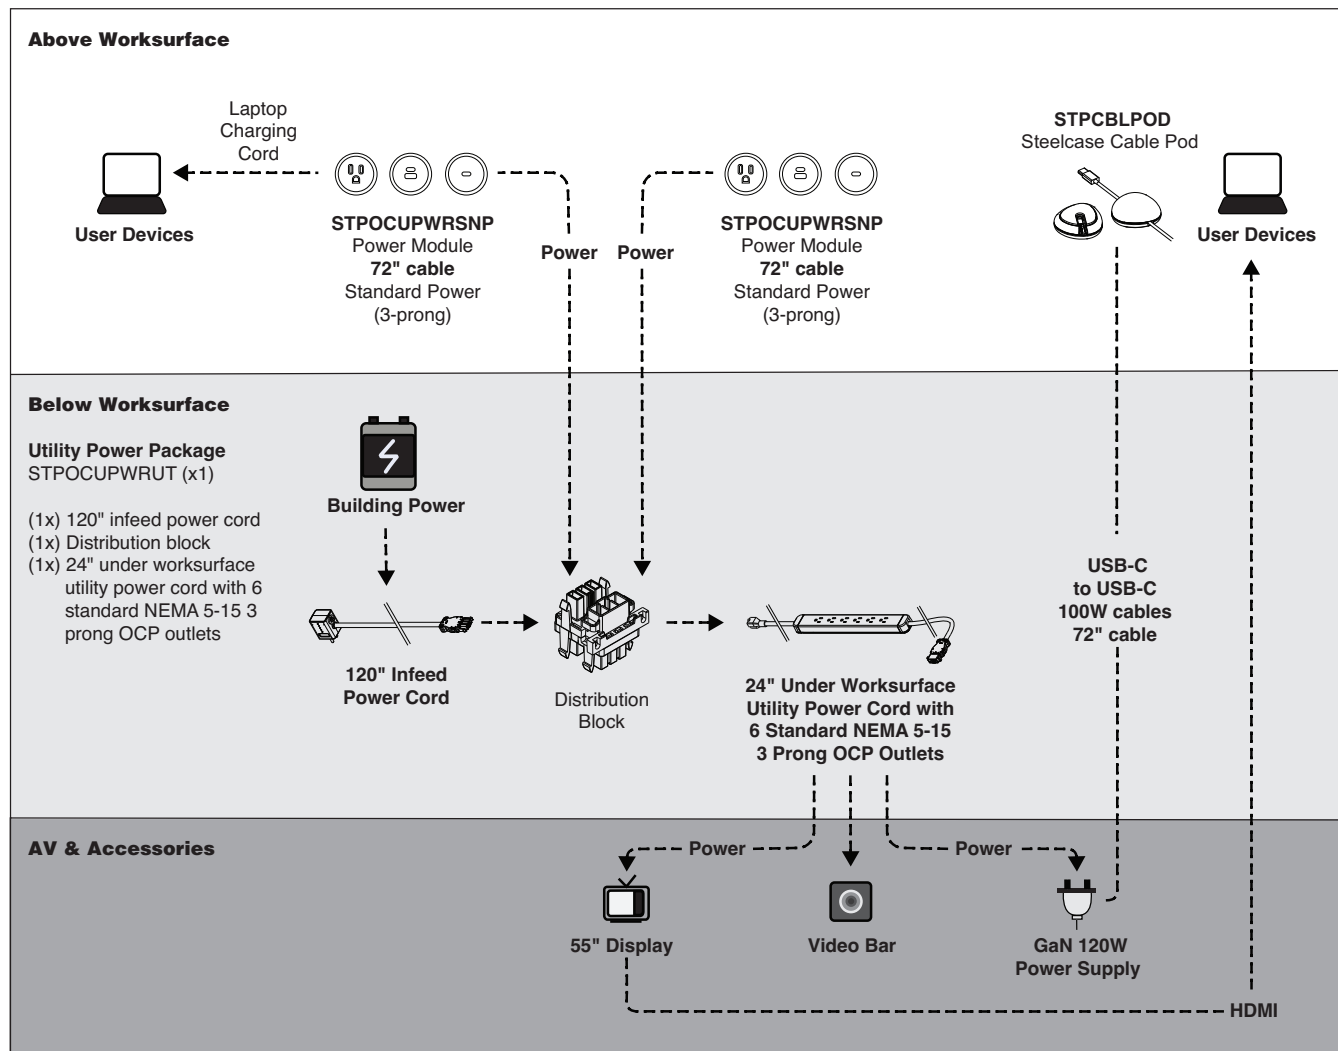 Above Worksurface
Laptop
Charging
Cord
User Devices
STPOCUPWRSNP
Power Module
72" cable
Standard Power
(3-prong)
Power
Power
STPOCUPWRSNP
Power Module
72" cable
Standard Power
(3-prong)
STPCBLPOD
Steelcase Cable Pod
User Devices
Below Worksurface
Utility Power Package
STPOCUPWRUT (x1)
(1x) 120" infeed power cord
(1x) Distribution block
(1x) 24" under worksurface
utility power cord with 6
standard NEMA 5-15 3
prong OCP outlets
Building Power
120" Infeed
Power Cord
Distribution
Block
24" Under Worksurface
Utility Power Cord with
6 Standard NEMA 5-15
3 Prong OCP Outlets
USB-C
to USB-C
100W cables
72" cable
AV & Accessories
Power
Power
55" Display
Video Bar
GaN 120W
Power Supply
HDMI